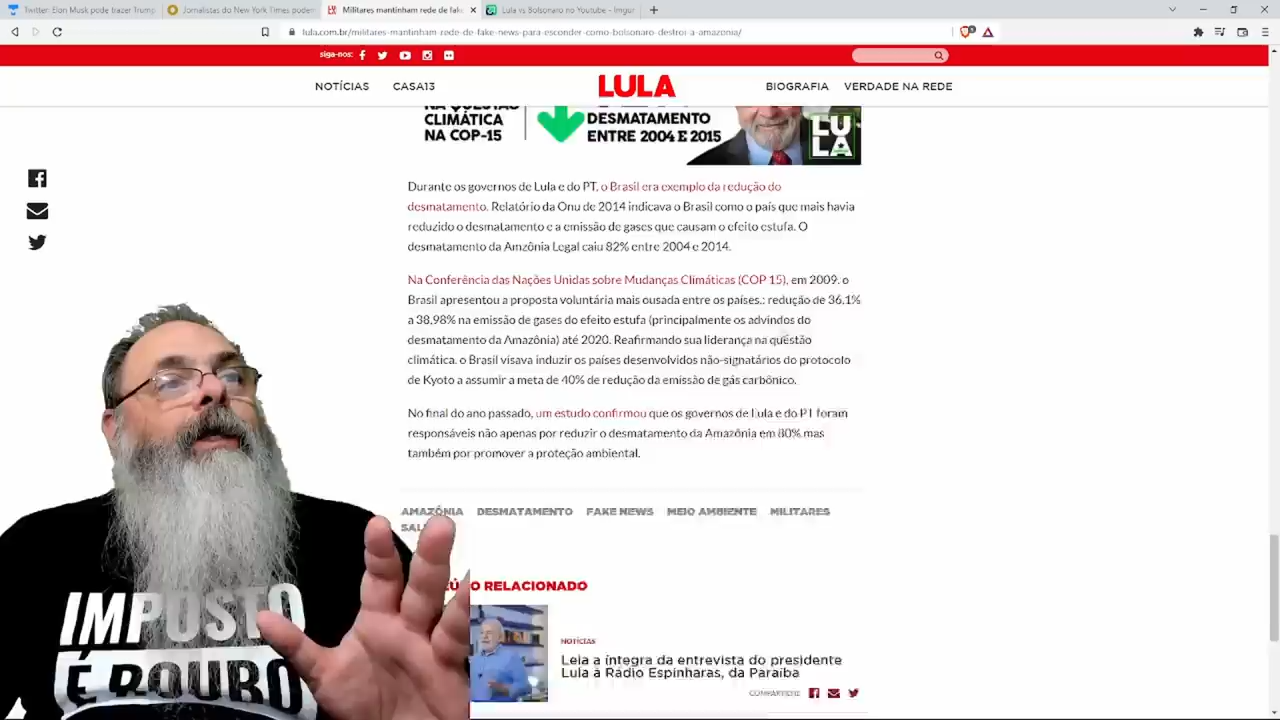 Twitter: Elon Musk pode trazer Trump
Jornalistas do New York Times poder
Militares mantinham rede de fake
Lula vs Bolsonaro no Youtube - Imgur
lula.com.br/militares-mantinham-rede-de-fake-news-para-esconder-como-bolsonaro-destroi-a-amazonia/
siga-nos:
NOTÍCIAS CASA13 LULA BIOGRAFIA VERDADE NA REDE
NA QUESTÃO
CLIMÁTICA
NA COP-15
DESMATAMENTO
ENTRE 2004 E 2015
LULA
Durante os governos de Lula e do PT, o Brasil era exemplo da redução do
desmatamento. Relatório da Onu de 2014 indicava o Brasil como o país que mais havia
reduzido o desmatamento e a emissão de gases que causam o efeito estufa. O
desmatamento da Amazônia Legal caiu 82% entre 2004 e 2014.
Na Conferência das Nações Unidas sobre Mudanças Climáticas (COP 15), em 2009, o
Brasil apresentou a proposta voluntária mais ousada entre os países.: redução de 36,1%
a 38,98% na emissão de gases do efeito estufa (principalmente os advindos do
desmatamento da Amazônia) até 2020. Reafirmando sua liderança na questão
climática, o Brasil visava induzir os países desenvolvidos não-signatários do protocolo
de Kyoto a assumir a meta de 40% de redução da emissão de gás carbônico.
No final do ano passado, um estudo confirmou que os governos de Lula e do PT foram
responsáveis não apenas por reduzir o desmatamento da Amazônia em 80% mas
também por promover a proteção ambiental.
AMAZÔNIA DESMATAMENTO FAKE NEWS MEIO AMBIENTE MILITARES
SAL
ÚDO RELACIONADO
NOTÍCIAS
Leia a íntegra da entrevista do presidente
Lula à Rádio Espinharas, da Paraíba
COMPARTILHE
IMPOSTO
É ROUBO